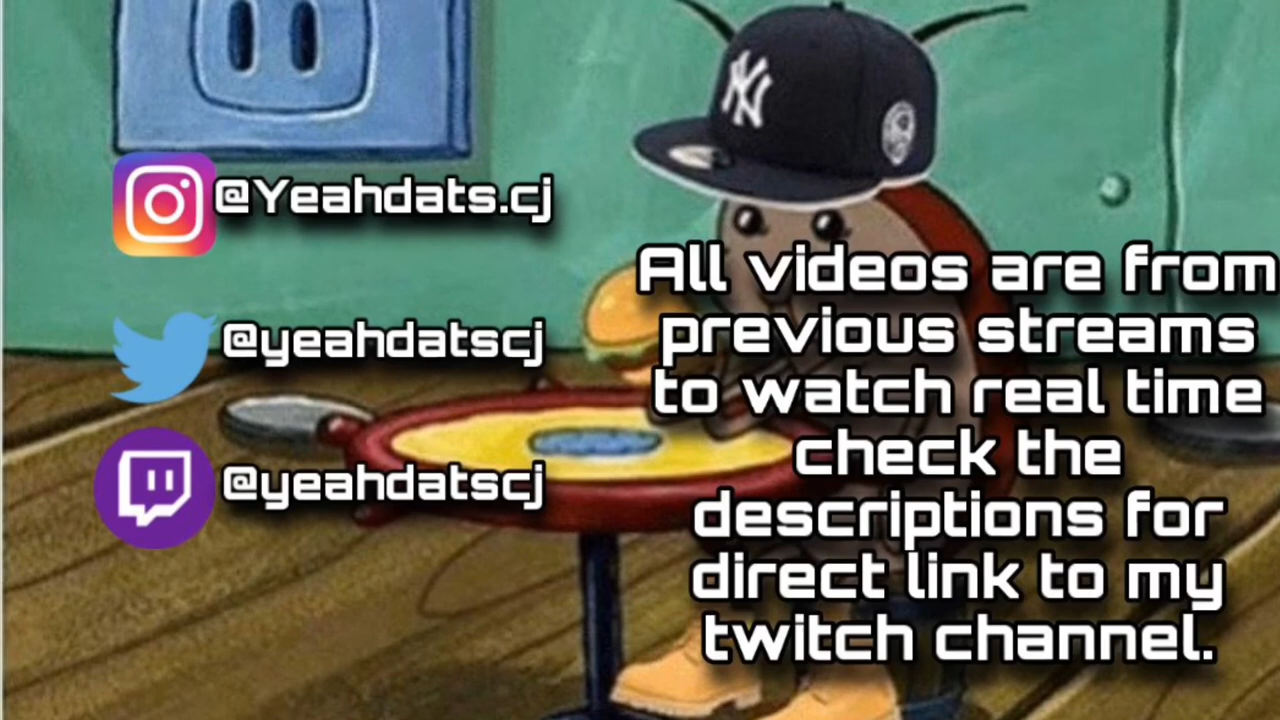 NY
@Yeahdats.cj
@yeahdatscj
@yeahdatscj
All videos are from
previous streams
to watch real time
check the
descriptions for
direct link to my
twitch channel.